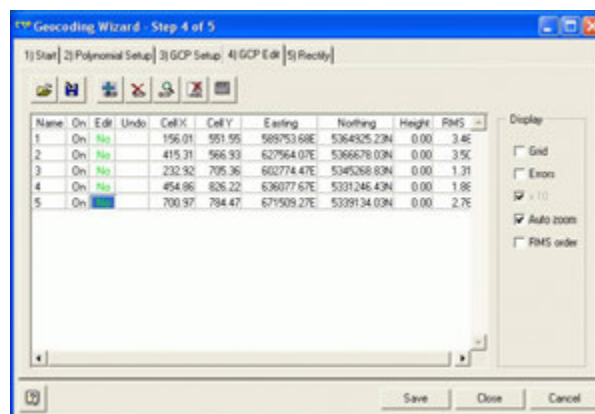 Geocoding Wizard - Step 4 of 5
1) Start 2) Polynomial Setup 3) GCP Setup 4) GCP Edit 5) Rectify
Name On Edit Undo Cell X Cell Y Easting Northing Height RMS
1 On No 156.01 551.55 589753.68E 5364925.23N 0.00 3.46
2 On No 415.31 566.93 627564.07E 5366678.03N 0.00 3.50
3 On No 232.92 705.36 602774.47E 5345268.83N 0.00 1.31
4 On No 454.86 826.22 636077.67E 5331246.43N 0.00 1.86
5 On No 700.97 784.47 671509.27E 5339134.03N 0.00 2.76
Display
Grid
Errors
x 10
Auto zoom
RMS order
Save Close Cancel